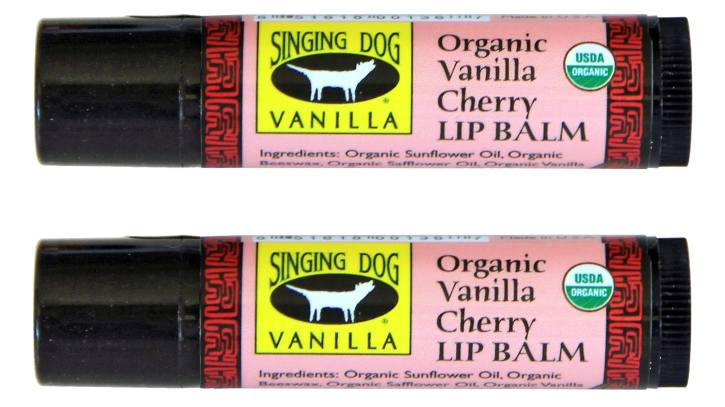 Made in U.S.A.
SINGING DOG
VANILLA
®
Organic
Vanilla
Cherry
LIP BALM
USDA
ORGANIC
Ingredients: Organic Sunflower Oil, Organic
Beeswax, Organic Safflower Oil, Organic Vanilla
SINGING DOG
VANILLA
®
Organic
Vanilla
Cherry
LIP BALM
USDA
ORGANIC
Ingredients: Organic Sunflower Oil, Organic
Beeswax, Organic Safflower Oil, Organic Vanilla